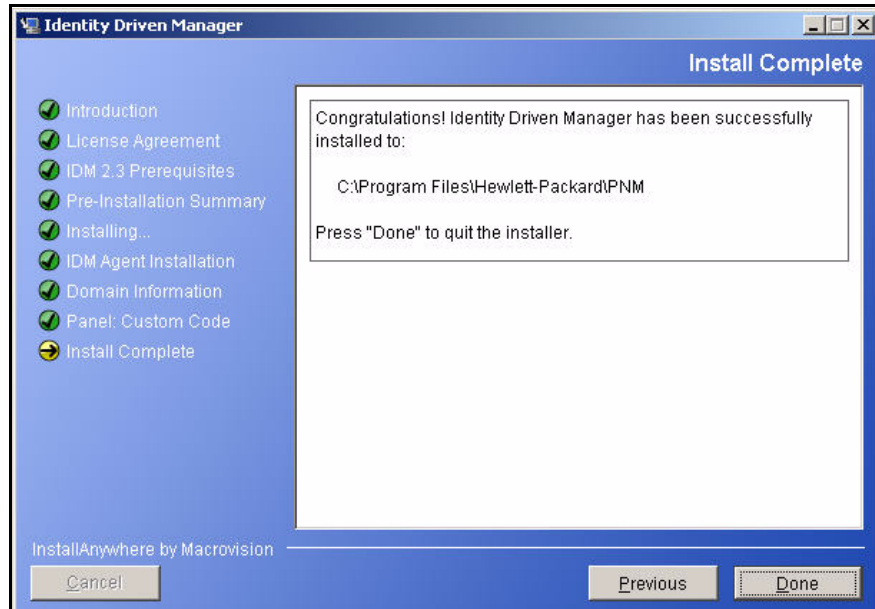 Identity Driven Manager
Install Complete
Introduction
License Agreement
IDM 2.3 Prerequisites
Pre-Installation Summary
Installing...
IDM Agent Installation
Domain Information
Panel: Custom Code
Install Complete
Congratulations! Identity Driven Manager has been successfully
installed to:
C:\Program Files\Hewlett-Packard\PNM
Press "Done" to quit the installer.
InstallAnywhere by Macrovision
Cancel
Previous
Done